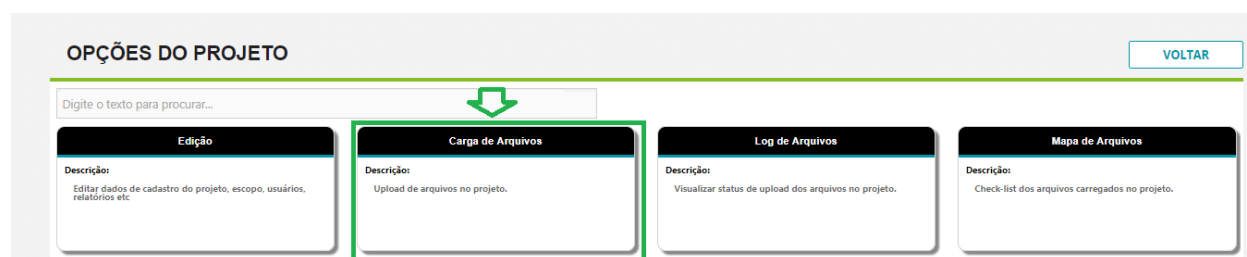 OPÇÕES DO PROJETO
VOLTAR
Digite o texto para procurar...
Edição
Descrição:
Editar dados de cadastro do projeto, escopo, usuários,
relatórios etc
Carga de Arquivos
Descrição:
Upload de arquivos no projeto.
Log de Arquivos
Descrição:
Visualizar status de upload dos arquivos no projeto.
Mapa de Arquivos
Descrição:
Check-list dos arquivos carregados no projeto.